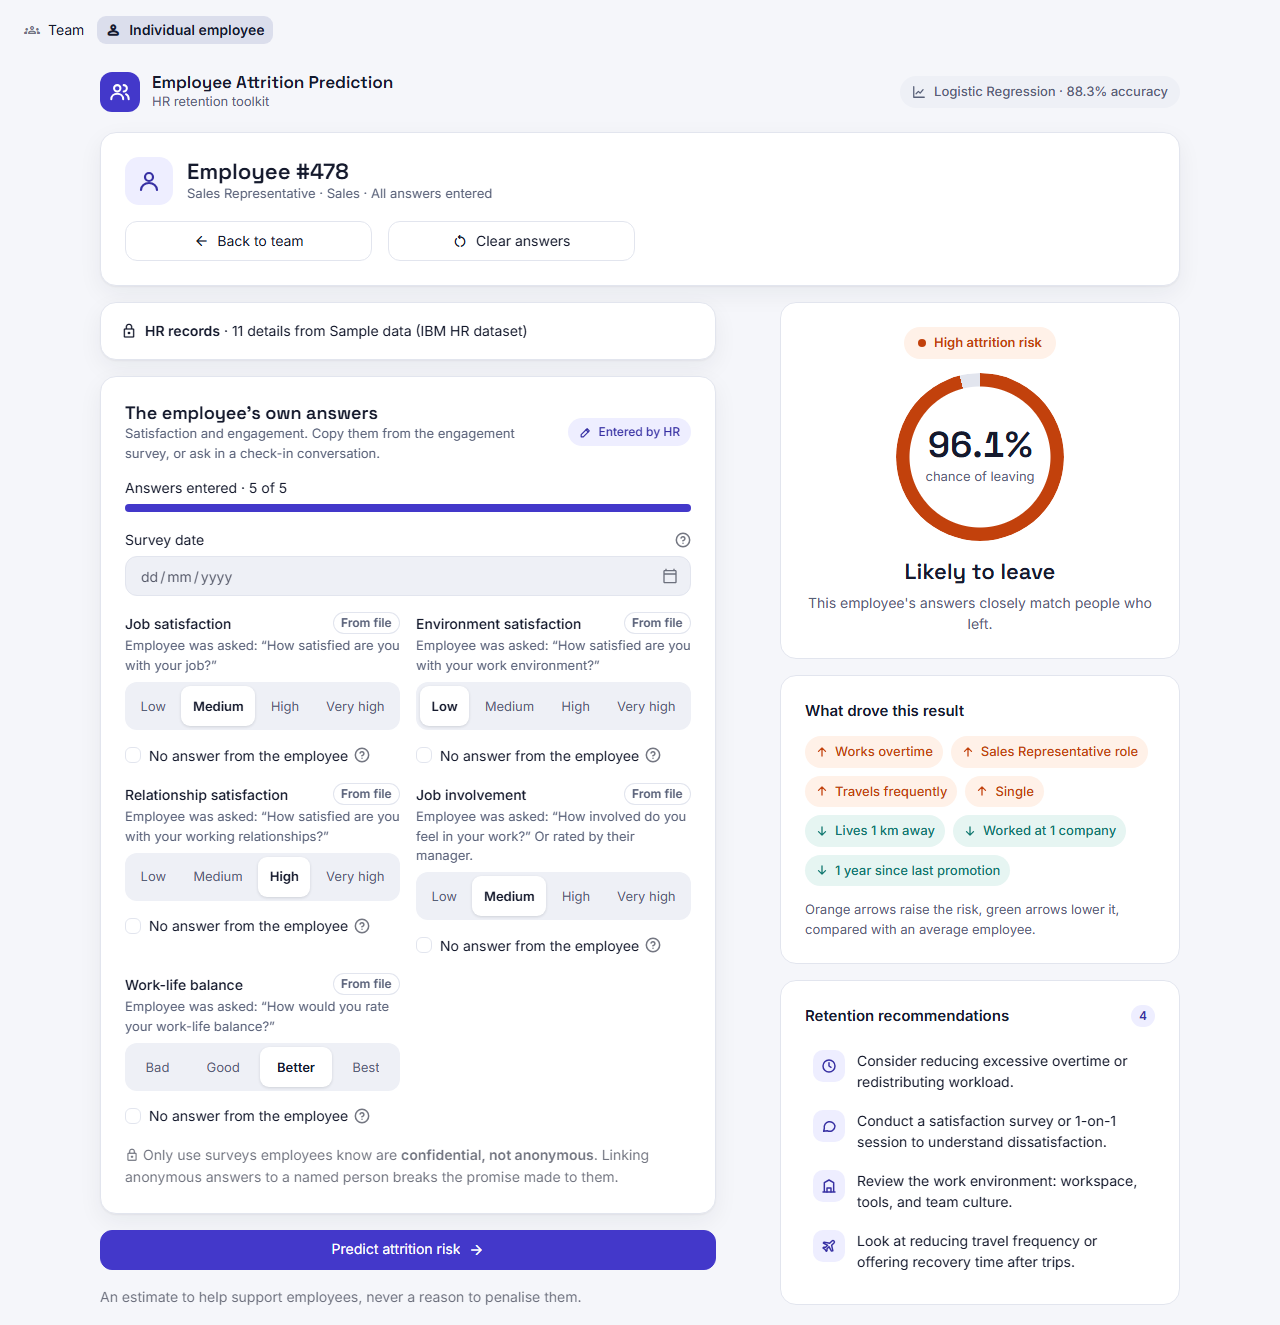 Team
Individual employee
Employee Attrition Prediction
HR retention toolkit
Logistic Regression · 88.3% accuracy
Employee #478
Sales Representative · Sales · All answers entered
Back to team
Clear answers
HR records · 11 details from Sample data (IBM HR dataset)
The employee's own answers
Satisfaction and engagement. Copy them from the engagement
survey, or ask in a check-in conversation.
Entered by HR
Answers entered · 5 of 5
Survey date
dd/mm/yyyy
Job satisfaction
From file
Employee was asked: “How satisfied are you
with your job?”
Low Medium High Very high
No answer from the employee
Environment satisfaction
From file
Employee was asked: “How satisfied are you
with your work environment?”
Low Medium High Very high
No answer from the employee
Relationship satisfaction
From file
Employee was asked: “How satisfied are you
with your working relationships?”
Low Medium High Very high
No answer from the employee
Job involvement
From file
Employee was asked: “How involved do you
feel in your work?” Or rated by their
manager.
Low Medium High Very high
No answer from the employee
Work-life balance
From file
Employee was asked: “How would you rate
your work-life balance?”
Bad Good Better Best
No answer from the employee
Only use surveys employees know are confidential, not anonymous. Linking
anonymous answers to a named person breaks the promise made to them.
Predict attrition risk
An estimate to help support employees, never a reason to penalise them.
High attrition risk
96.1%
chance of leaving
Likely to leave
This employee's answers closely match people who
left.
What drove this result
Works overtime
Sales Representative role
Travels frequently
Single
Lives 1 km away
Worked at 1 company
1 year since last promotion
Orange arrows raise the risk, green arrows lower it,
compared with an average employee.
Retention recommendations
4
Consider reducing excessive overtime or
redistributing workload.
Conduct a satisfaction survey or 1-on-1
session to understand dissatisfaction.
Review the work environment: workspace,
tools, and team culture.
Look at reducing travel frequency or
offering recovery time after trips.